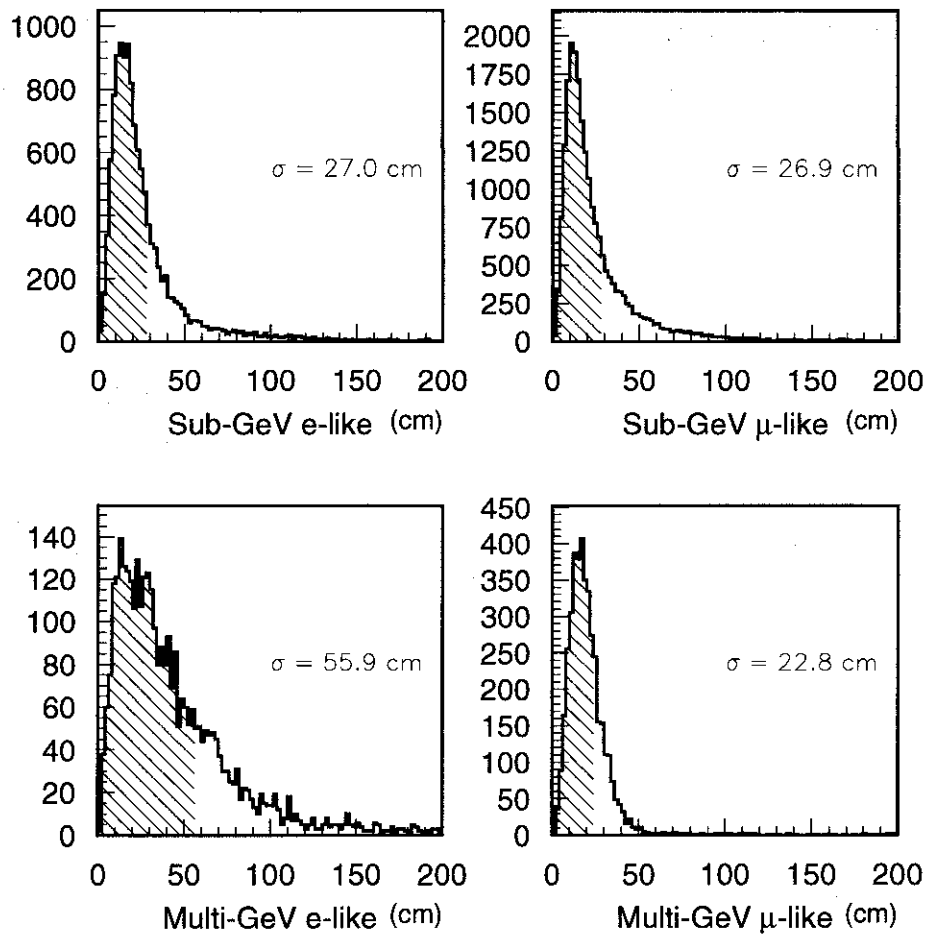 1000
800
600
400
200
0
σ = 27.0 cm
0 50 100 150 200
Sub-GeV e-like (cm)
2000
1750
1500
1250
1000
750
500
250
0
σ = 26.9 cm
0 50 100 150 200
Sub-GeV μ-like (cm)
140
120
100
80
60
40
20
0
σ = 55.9 cm
0 50 100 150 200
Multi-GeV e-like (cm)
450
400
350
300
250
200
150
100
50
0
σ = 22.8 cm
0 50 100 150 200
Multi-GeV μ-like (cm)